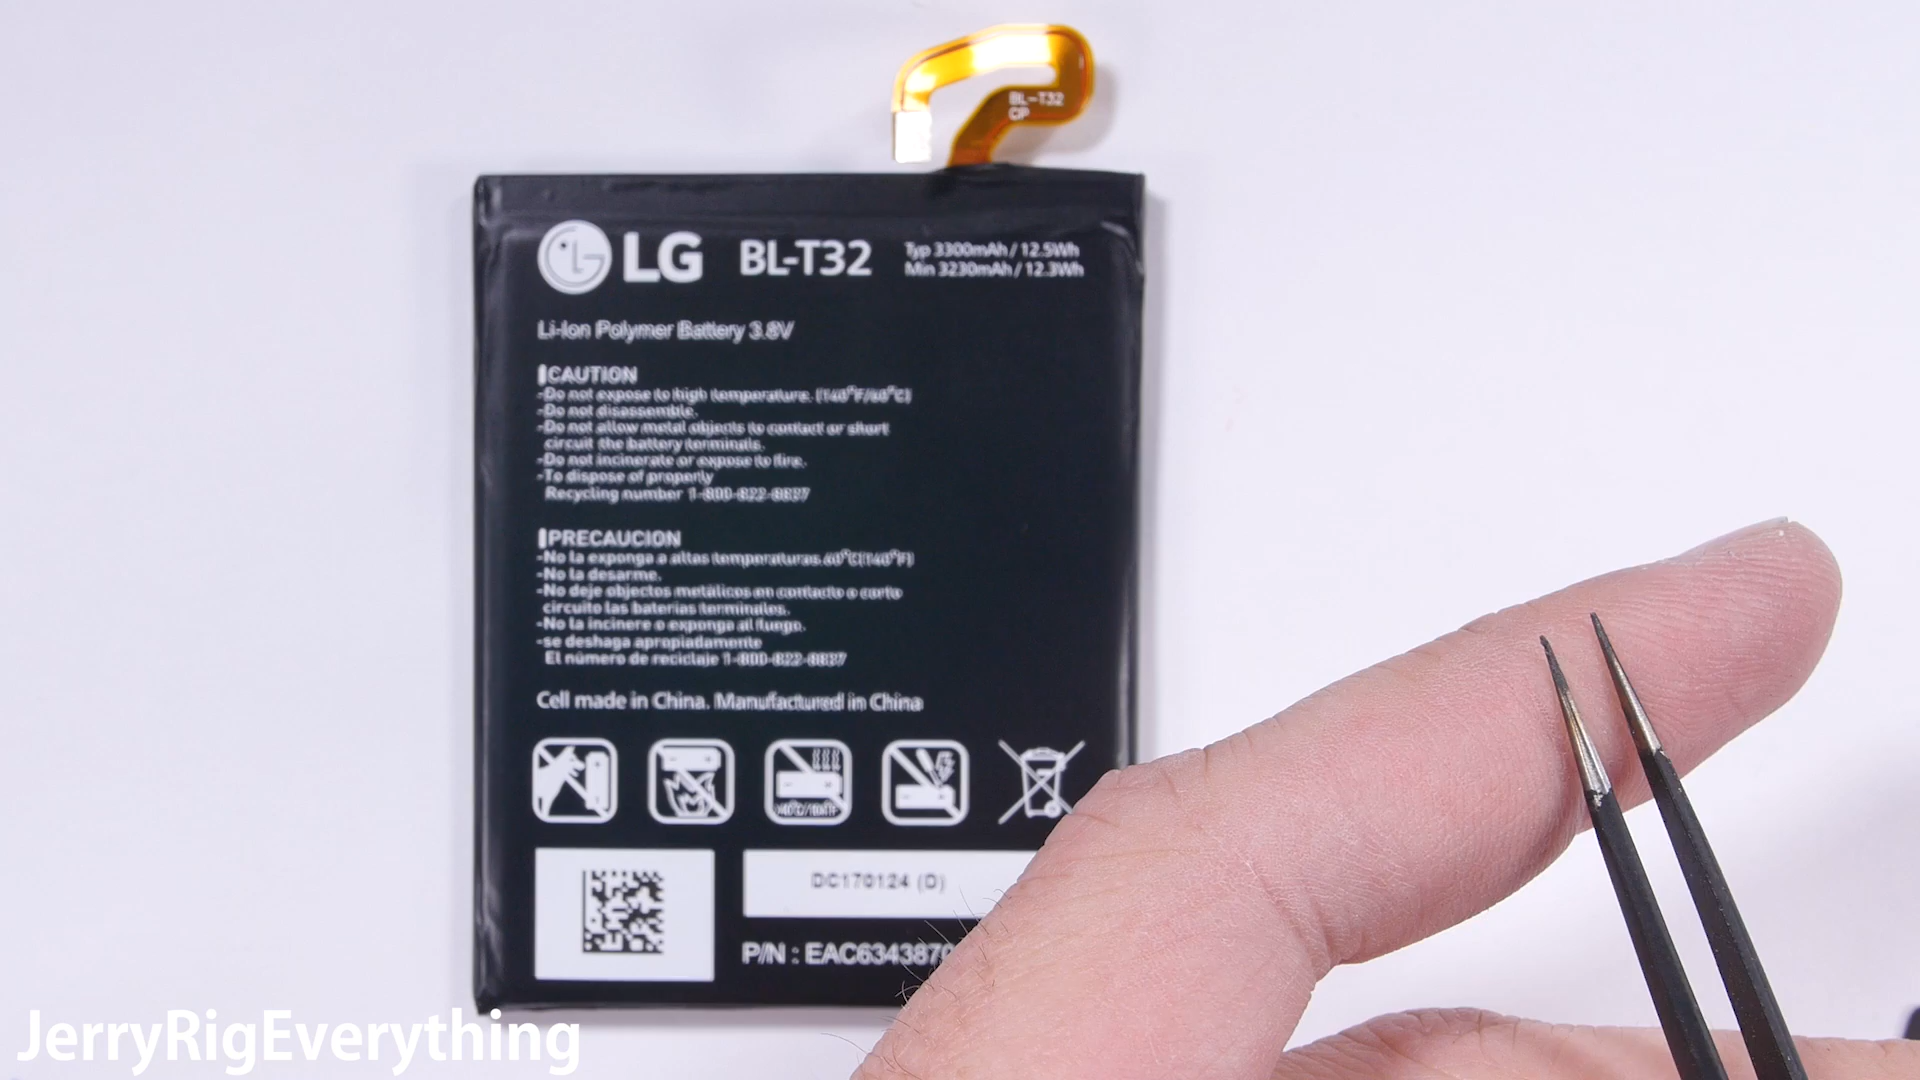 BL-T32
CP
LG BL-T32
Typ 3300mAh / 12.5Wh
Min 3230mAh / 12.3Wh
Li-Ion Polymer Battery 3.8V
CAUTION
-Do not expose to high temperature. (140°F/60°C)
-Do not disassemble.
-Do not allow metal objects to contact or short
circuit the battery terminals.
-Do not incinerate or expose to fire.
-To dispose of properly
Recycling number 1-800-822-8837
PRECAUCION
-No la exponga a altas temperaturas.60°C(140°F)
-No la desarme.
-No deje objectos metálicos en contacto o corto
circuito las baterias terminales.
-No la incinere o exponga al fuego.
-se deshaga apropiadamente
El número de reciclaje 1-800-822-8837
Cell made in China. Manufactured in China
DC170124 (D)
P/N : EAC6343870
JerryRigEverything